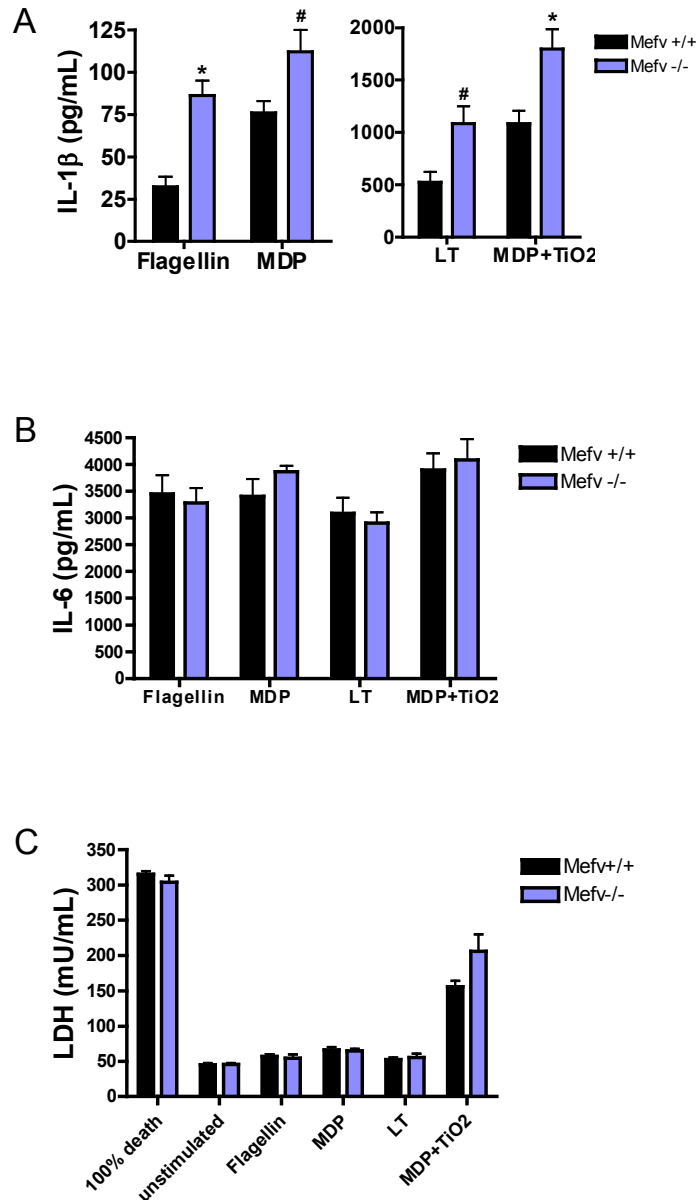 A
IL-1β (pg/mL)
125
100
75
50
25
0
*
#
Flagellin MDP
2000
1500
1000
500
0
#
*
LT MDP+TiO2
Mefv +/+
Mefv -/-
B
IL-6 (pg/mL)
4500
4000
3500
3000
2500
2000
1500
1000
500
0
Flagellin MDP LT MDP+TiO2
Mefv +/+
Mefv -/-
C
LDH (mU/mL)
350
300
250
200
150
100
50
0
100% death
unstimulated
Flagellin
MDP
LT
MDP+TiO2
Mefv+/+
Mefv-/-